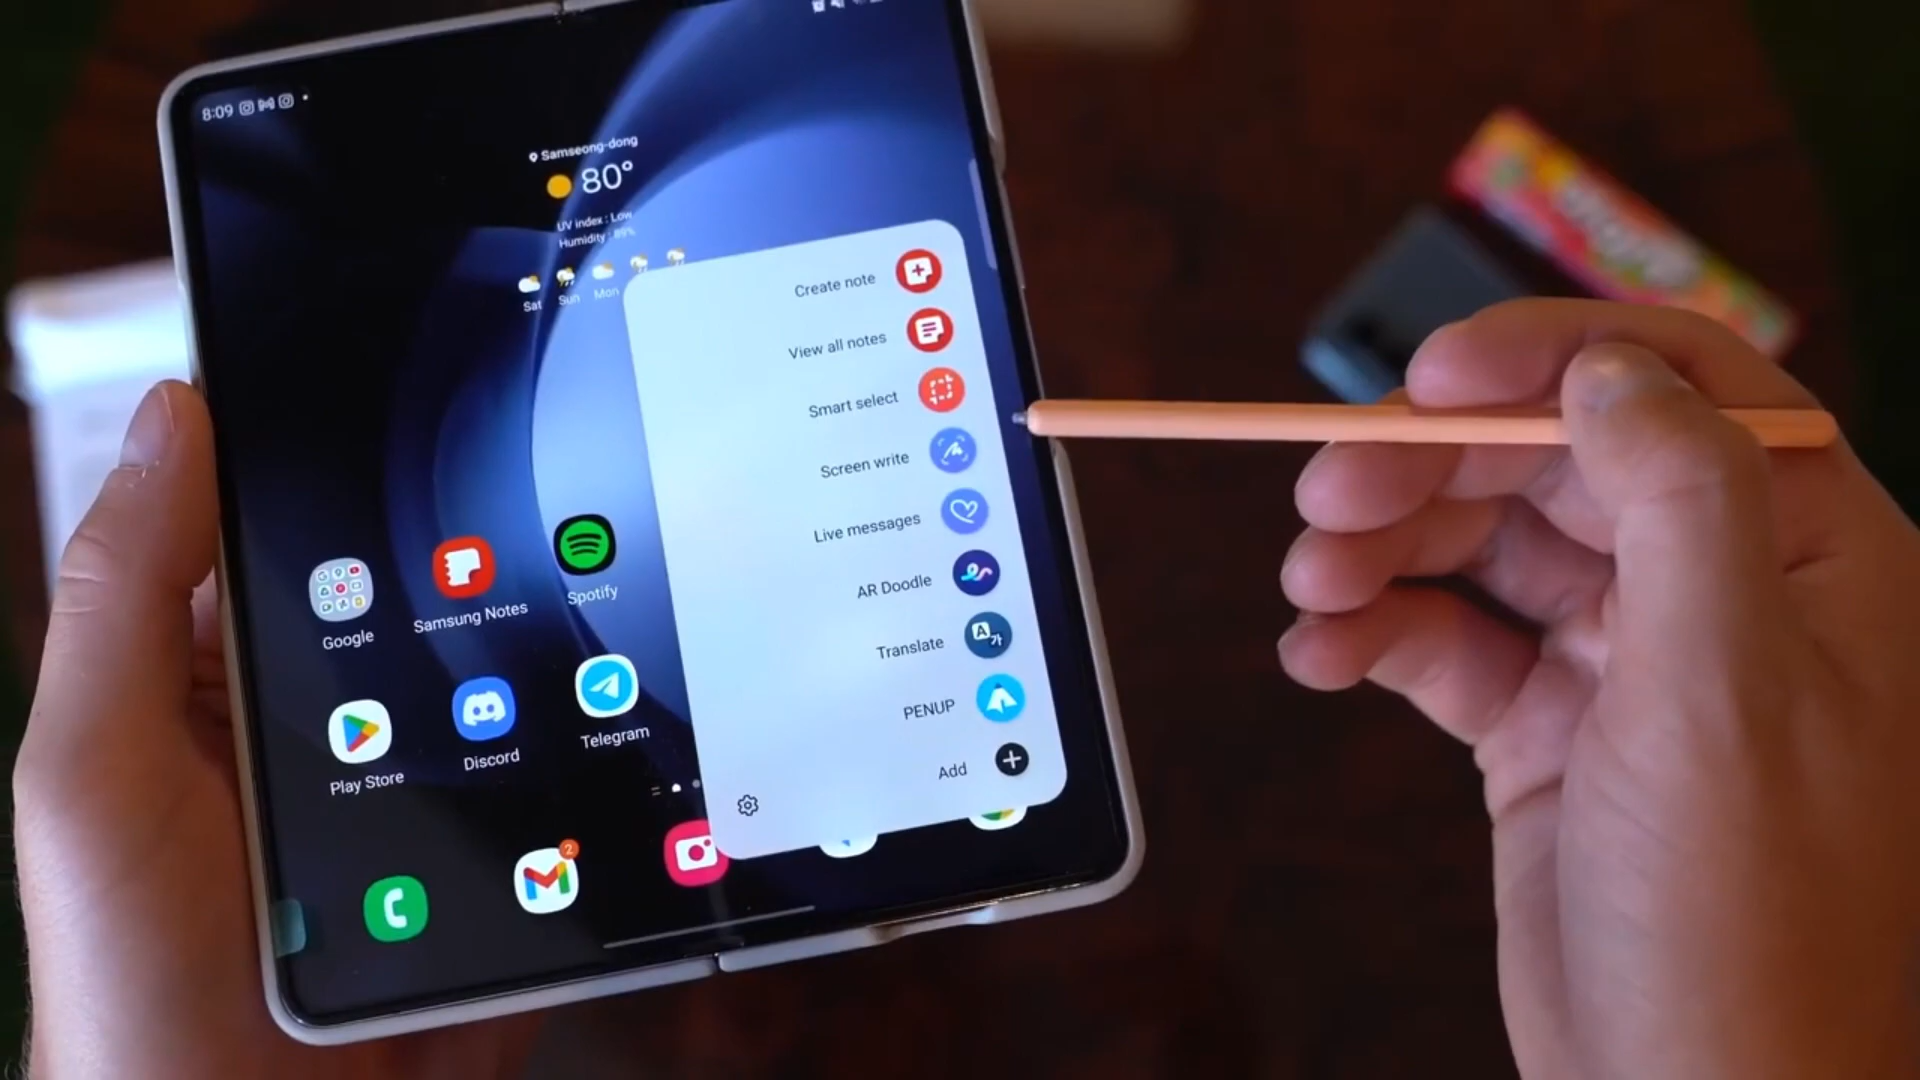 8:09
Samseong-dong
80°
UV index : Low
Humidity : 89%
Sat Sun Mon
Create note
View all notes
Smart select
Screen write
Live messages
AR Doodle
Translate
PENUP
Add
Google
Samsung Notes
Spotify
Play Store
Discord
Telegram
2